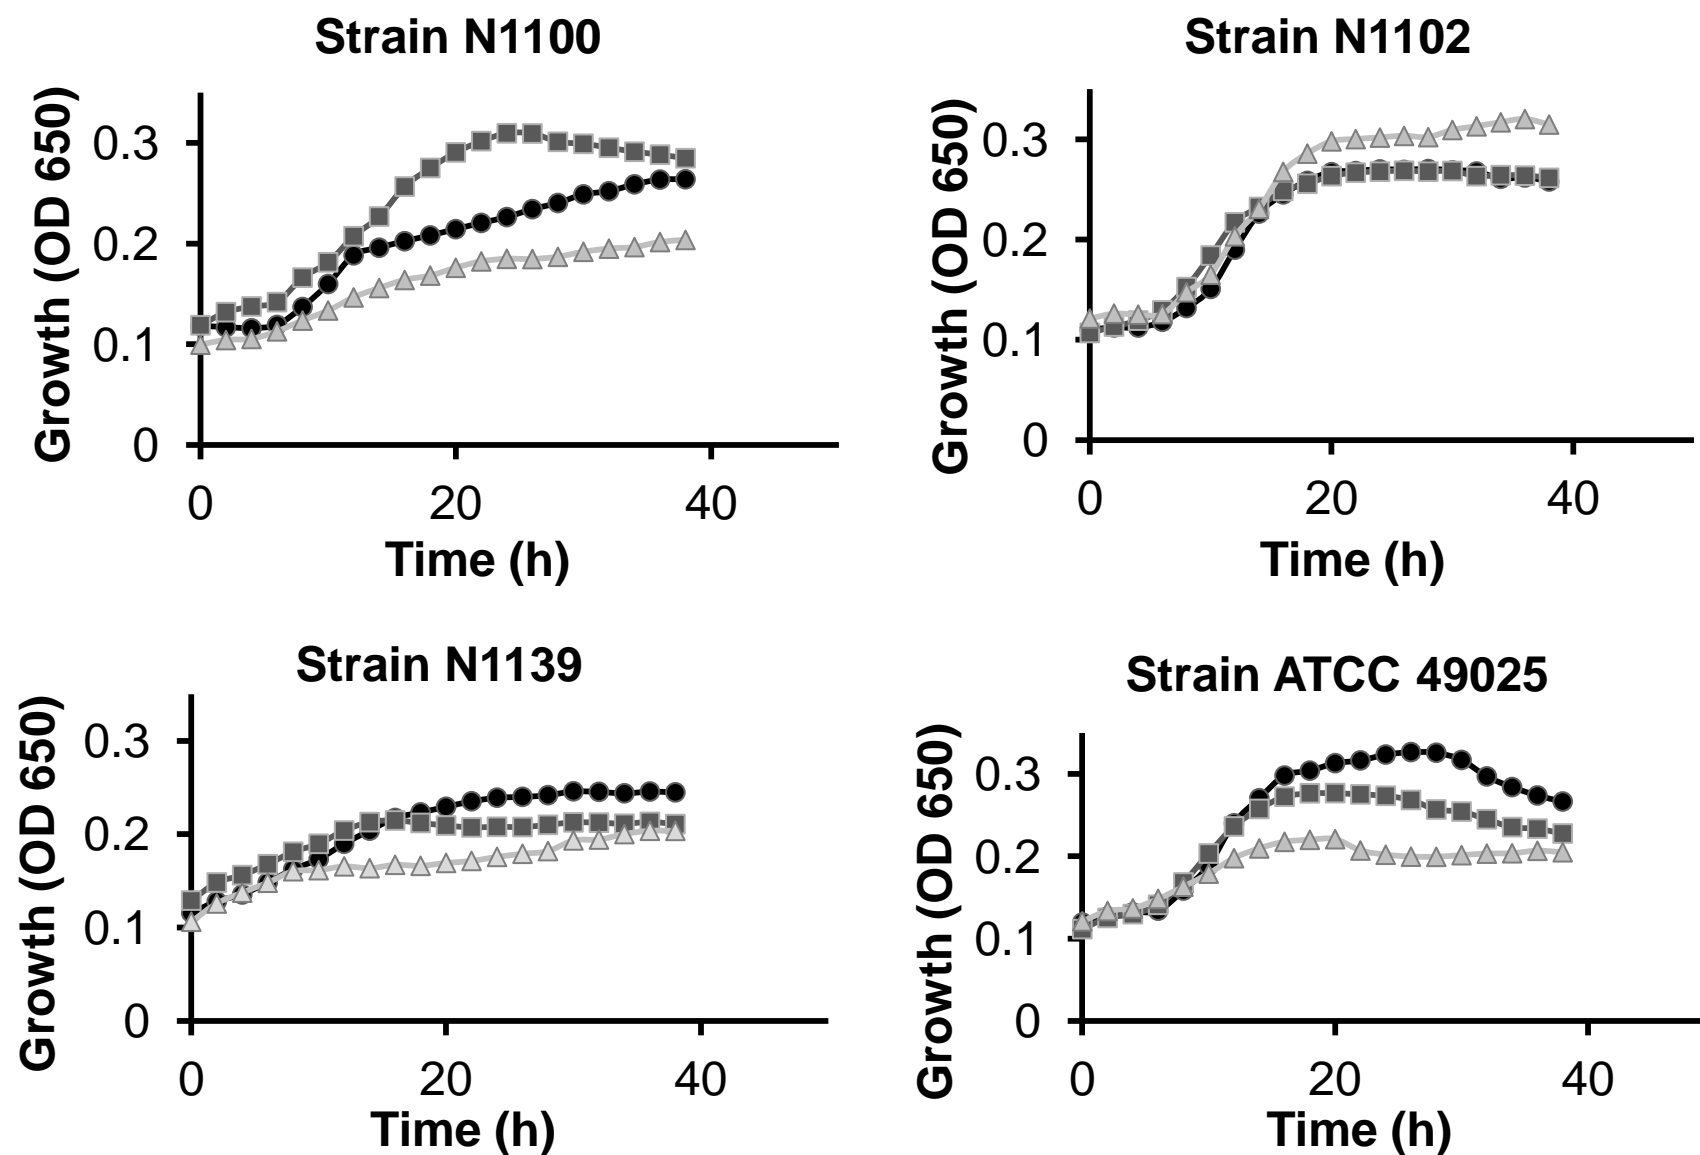 Strain N1100
Growth (OD 650)
0.3
0.2
0.1
0
0 20 40
Time (h)
Strain N1102
Growth (OD 650)
0.3
0.2
0.1
0
0 20 40
Time (h)
Strain N1139
Growth (OD 650)
0.3
0.2
0.1
0
0 20 40
Time (h)
Strain ATCC 49025
Growth (OD 650)
0.3
0.2
0.1
0
0 20 40
Time (h)